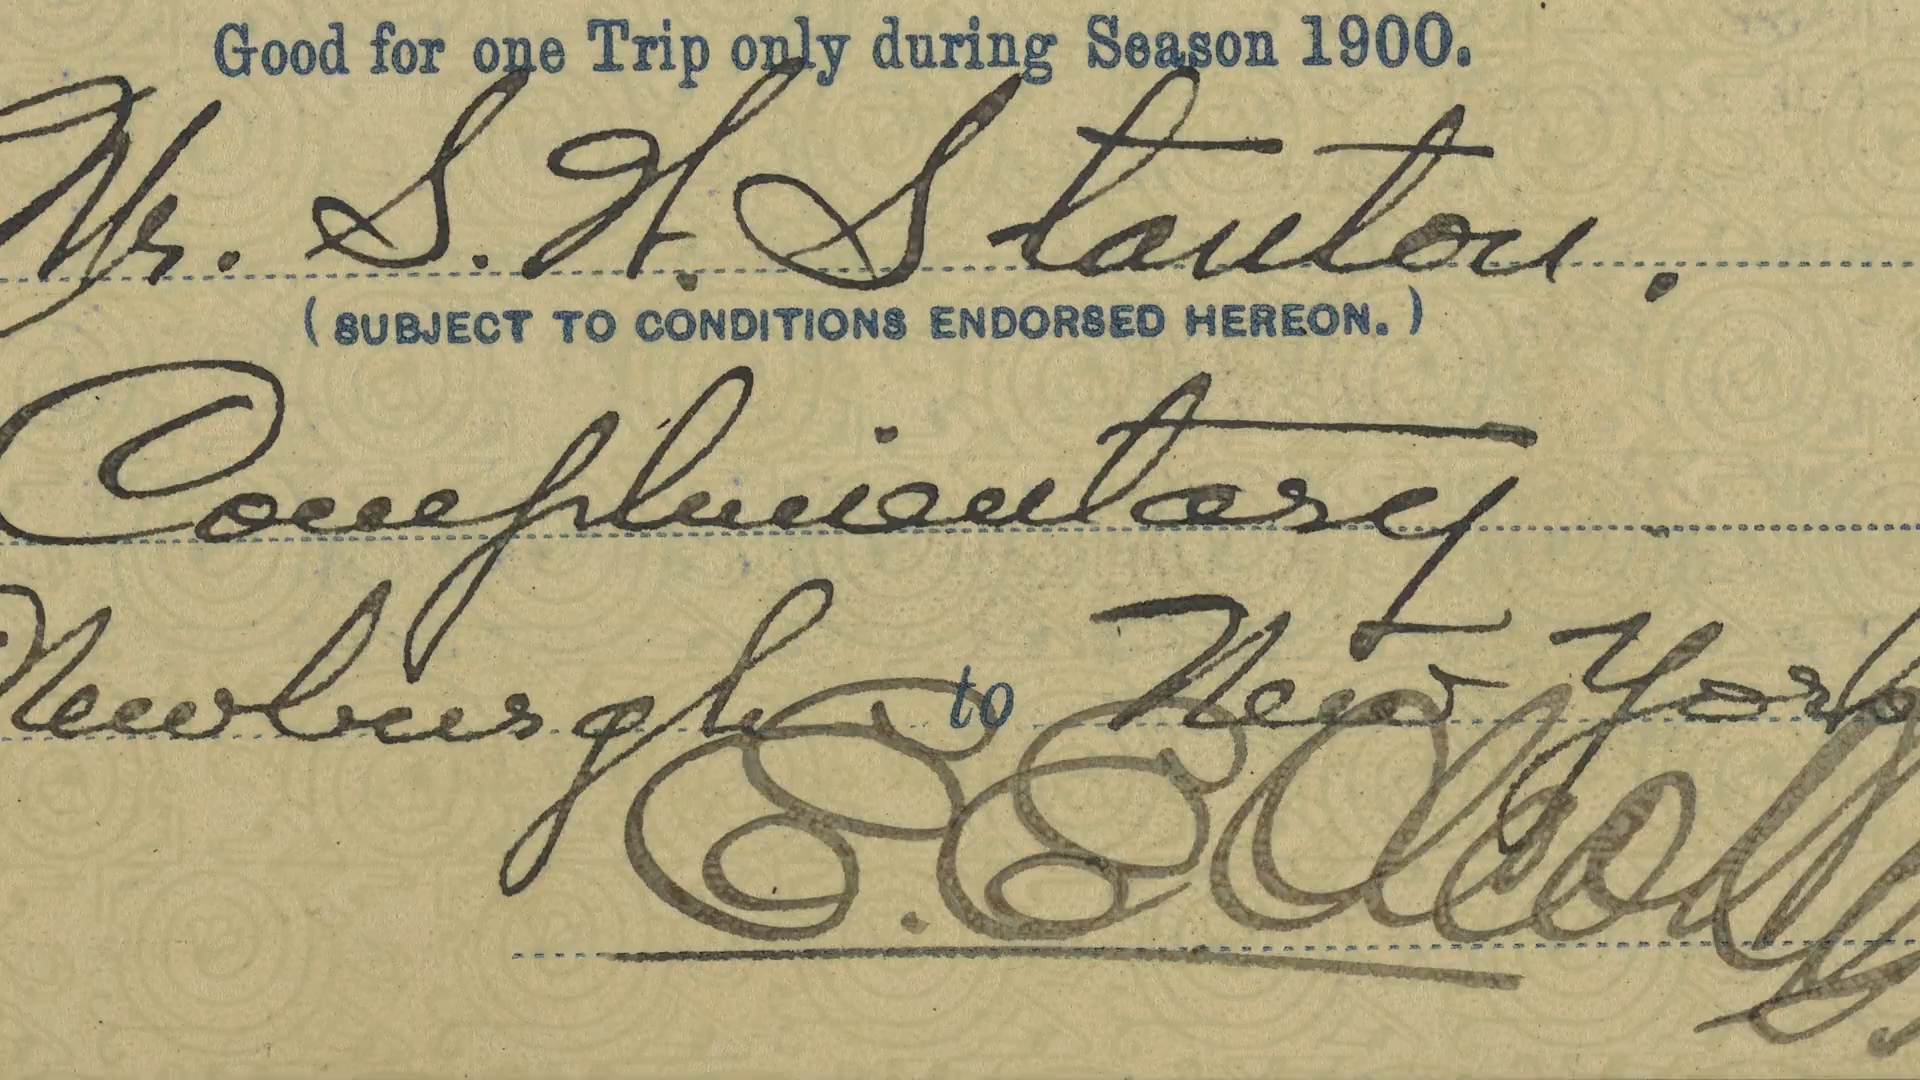 Good for one Trip only during Season 1900.
Mr. S. H. Stanton.
(SUBJECT TO CONDITIONS ENDORSED HEREON.)
Complimentary
Newburgh to New York
E. E. Olcott